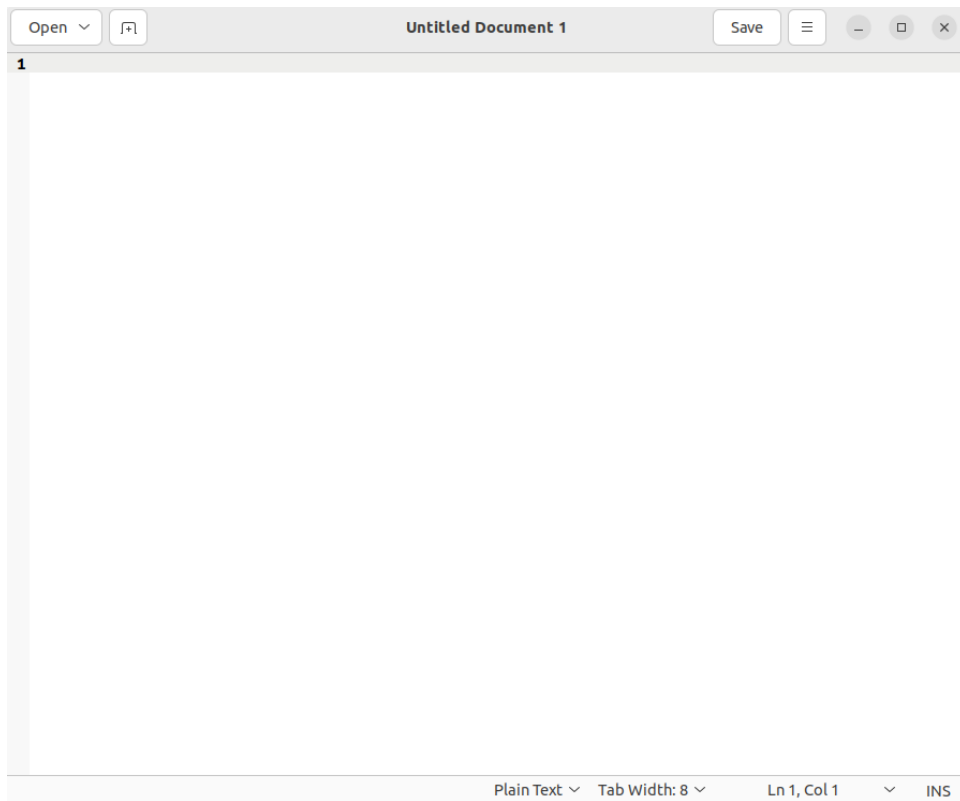 Open Untitled Document 1 Save
1
Plain Text Tab Width: 8 Ln 1, Col 1 INS